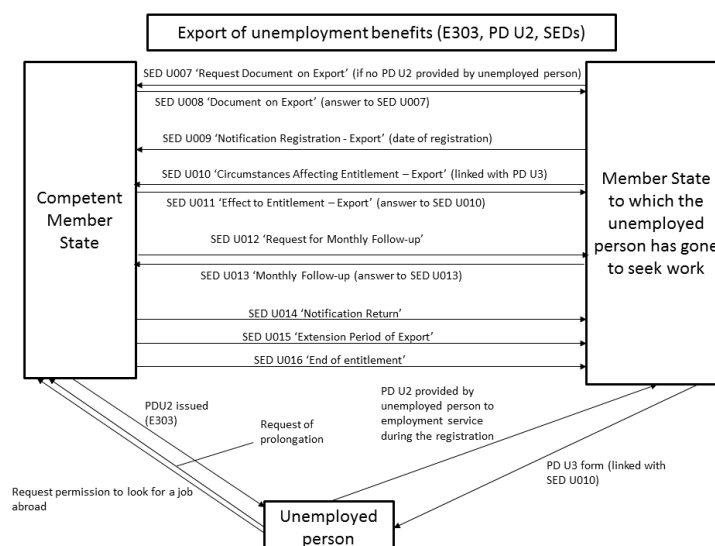 Export of unemployment benefits (E303, PD U2, SEDs)
SED U007 ‘Request Document on Export’ (if no PD U2 provided by unemployed person)
SED U008 ‘Document on Export’ (answer to SED U007)
SED U009 ‘Notification Registration - Export’ (date of registration)
SED U010 ‘Circumstances Affecting Entitlement – Export’ (linked with PD U3)
SED U011 ‘Effect to Entitlement – Export’ (answer to SED U010)
SED U012 ‘Request for Monthly Follow-up’
SED U013 ‘Monthly Follow-up (answer to SED U013)
SED U014 ‘Notification Return’
SED U015 ‘Extension Period of Export’
SED U016 ‘End of entitlement’
Competent
Member
State
Member State
to which the
unemployed
person has gone
to seek work
PDU2 issued
(E303)
Request of
prolongation
PD U2 provided by
unemployed person to
employment service
during the registration
Request permission to look for a job
abroad
PD U3 form (linked with
SED U010)
Unemployed
person